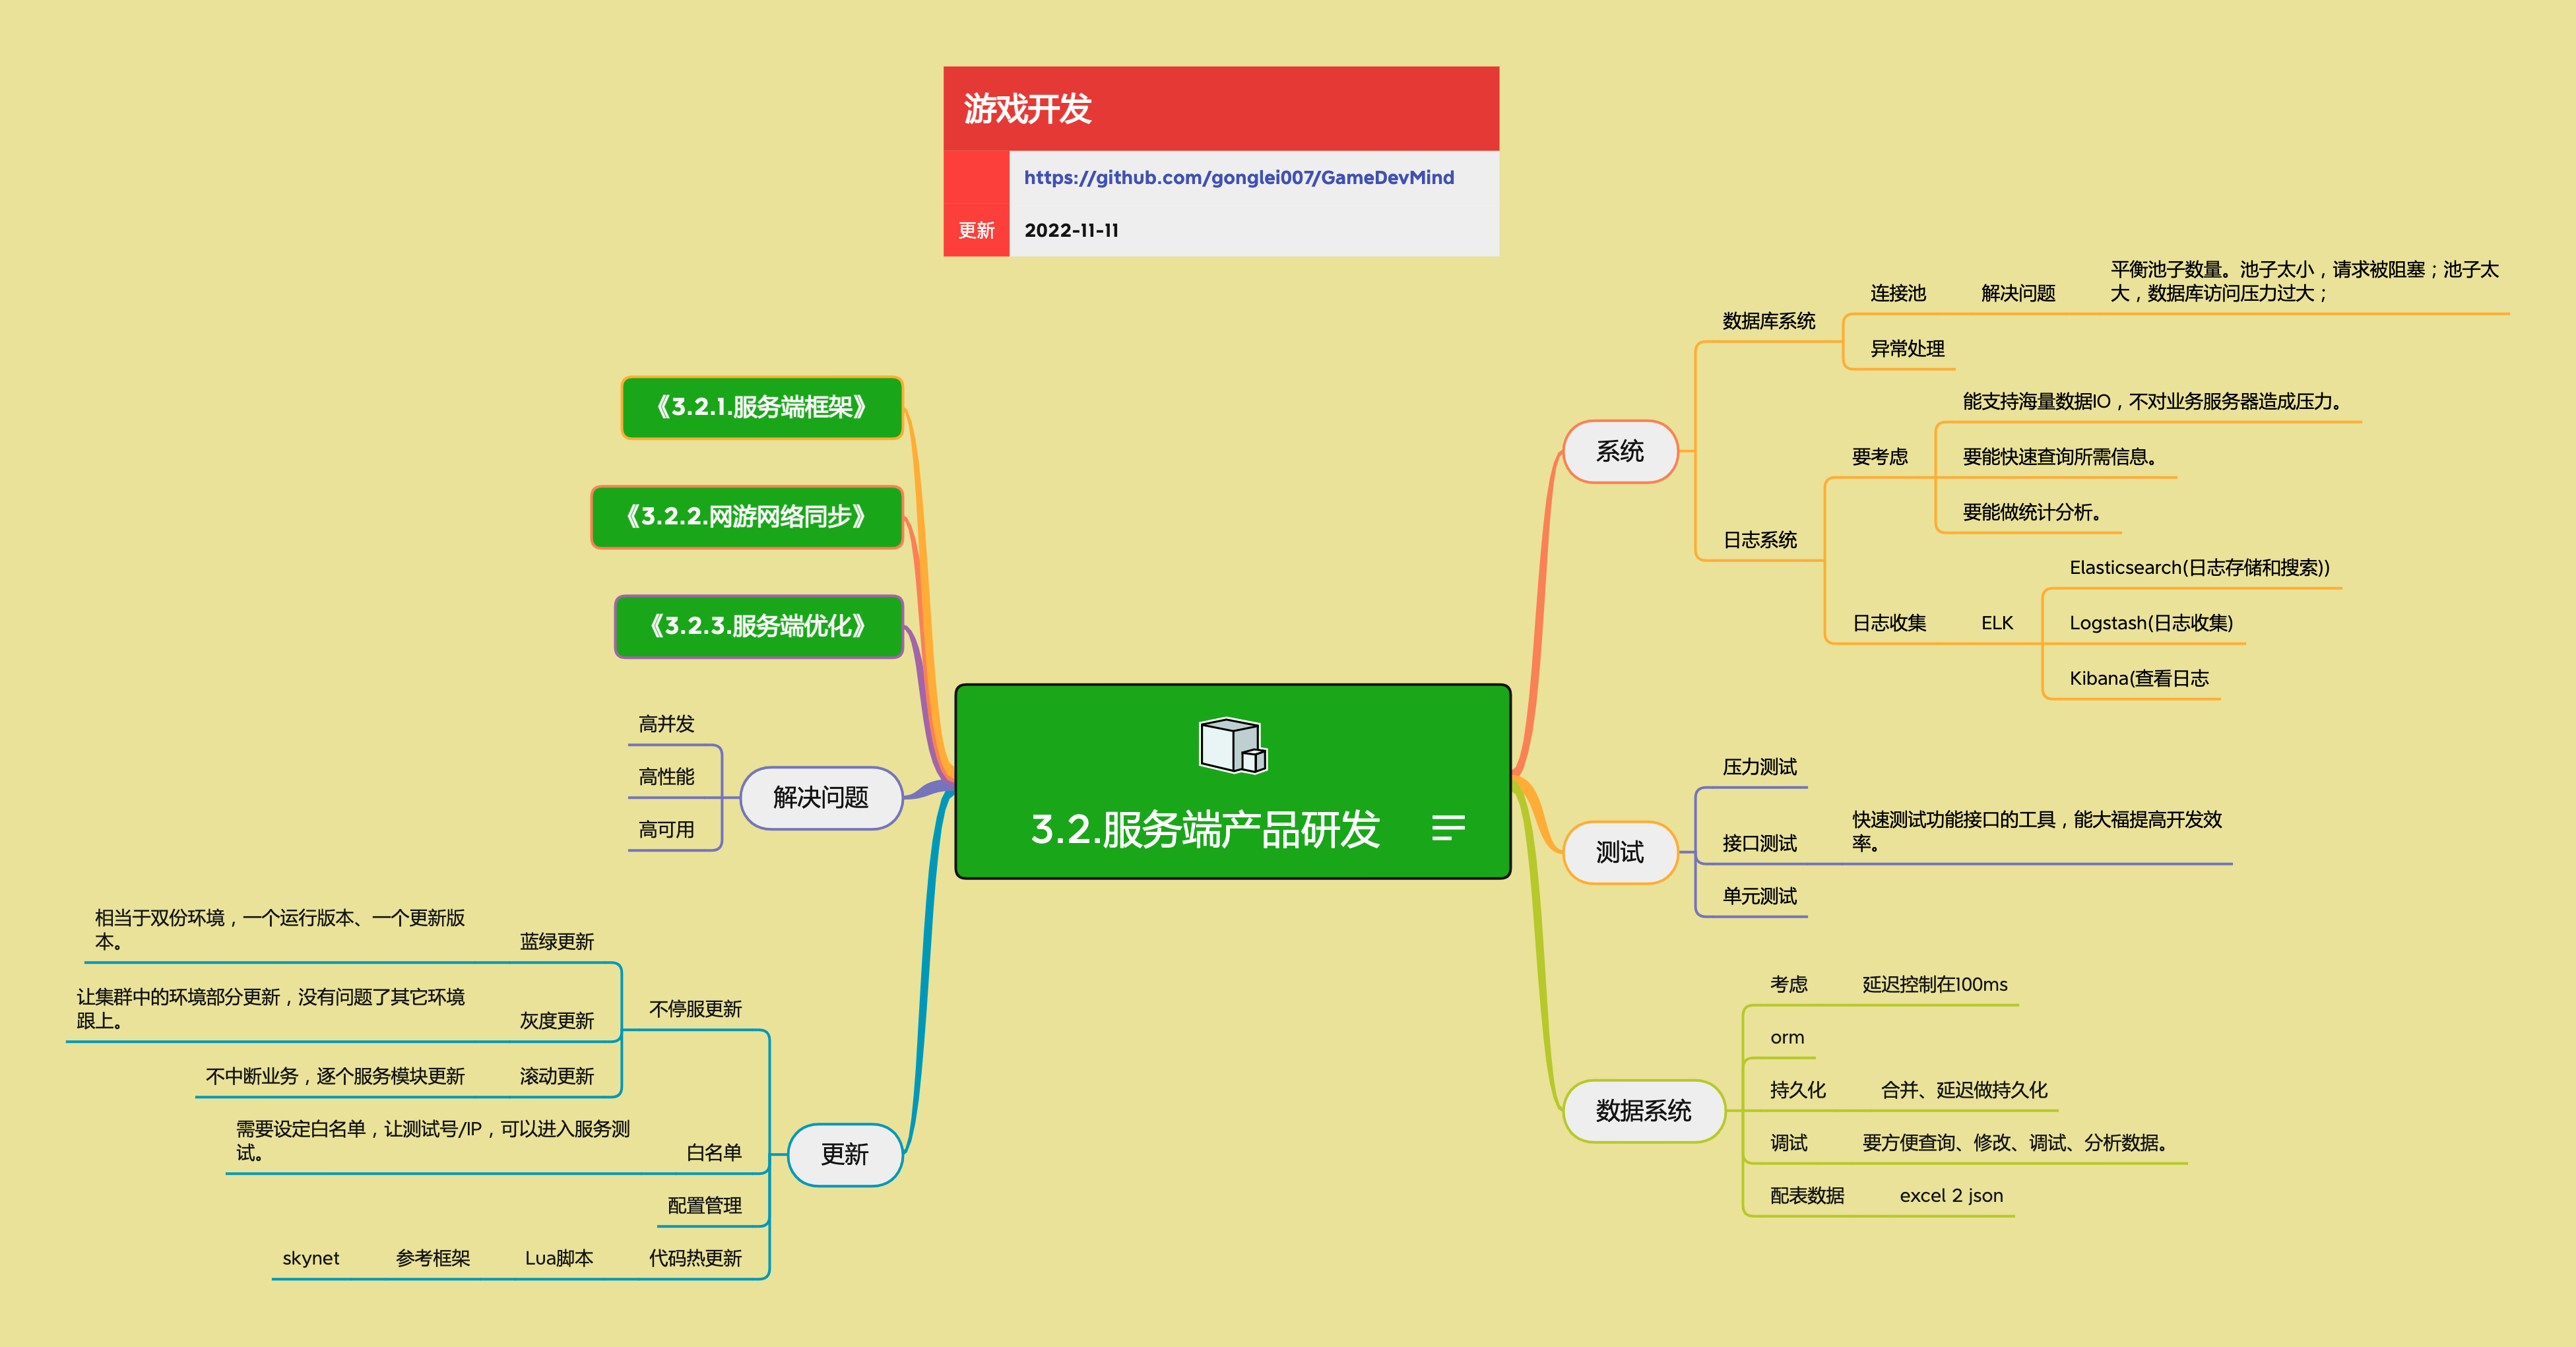 游戏开发
https://github.com/gonglei007/GameDevMind
更新 2022-11-11
《3.2.1.服务端框架》
《3.2.2.网游网络同步》
《3.2.3.服务端优化》
解决问题
高并发
高性能
高可用
更新
不停服更新
蓝绿更新
相当于双份环境，一个运行版本、一个更新版
本。
灰度更新
让集群中的环境部分更新，没有问题了其它环境
跟上。
滚动更新
不中断业务，逐个服务模块更新
白名单
需要设定白名单，让测试号/IP，可以进入服务测
试。
配置管理
代码热更新
Lua脚本
参考框架
skynet
3.2.服务端产品研发
系统
数据库系统
连接池
解决问题
平衡池子数量。池子太小，请求被阻塞；池子太
大，数据库访问压力过大；
异常处理
日志系统
要考虑
能支持海量数据IO，不对业务服务器造成压力。
要能快速查询所需信息。
要能做统计分析。
日志收集
ELK
Elasticsearch(日志存储和搜索))
Logstash(日志收集)
Kibana(查看日志
测试
压力测试
接口测试
快速测试功能接口的工具，能大福提高开发效
率。
单元测试
数据系统
考虑
延迟控制在100ms
orm
持久化
合并、延迟做持久化
调试
要方便查询、修改、调试、分析数据。
配表数据
excel 2 json